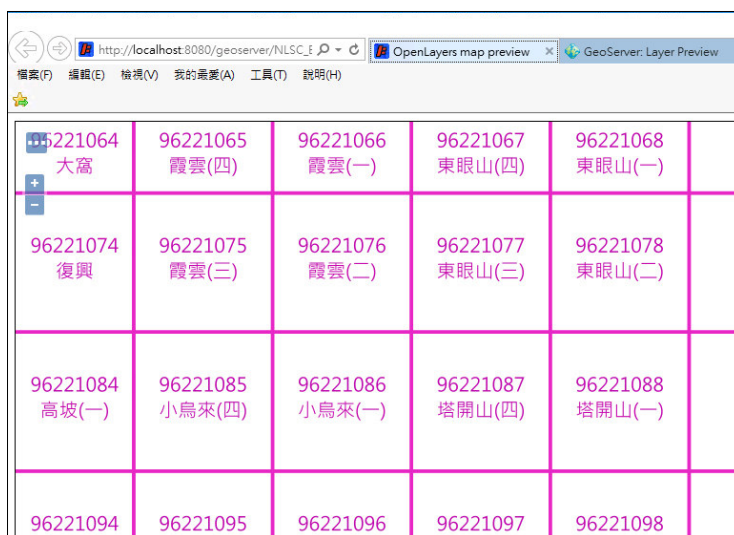 http://localhost:8080/geoserver/NLSC_E
OpenLayers map preview
GeoServer: Layer Preview
檔案(F) 編輯(E) 檢視(V) 我的最愛(A) 工具(T) 說明(H)
96221064 96221065 96221066 96221067 96221068
大窩 霞雲(四) 霞雲(一) 東眼山(四) 東眼山(一)
+
−
96221074 96221075 96221076 96221077 96221078
復興 霞雲(三) 霞雲(二) 東眼山(三) 東眼山(二)
96221084 96221085 96221086 96221087 96221088
高坡(一) 小烏來(四) 小烏來(一) 塔開山(四) 塔開山(一)
96221094 96221095 96221096 96221097 96221098